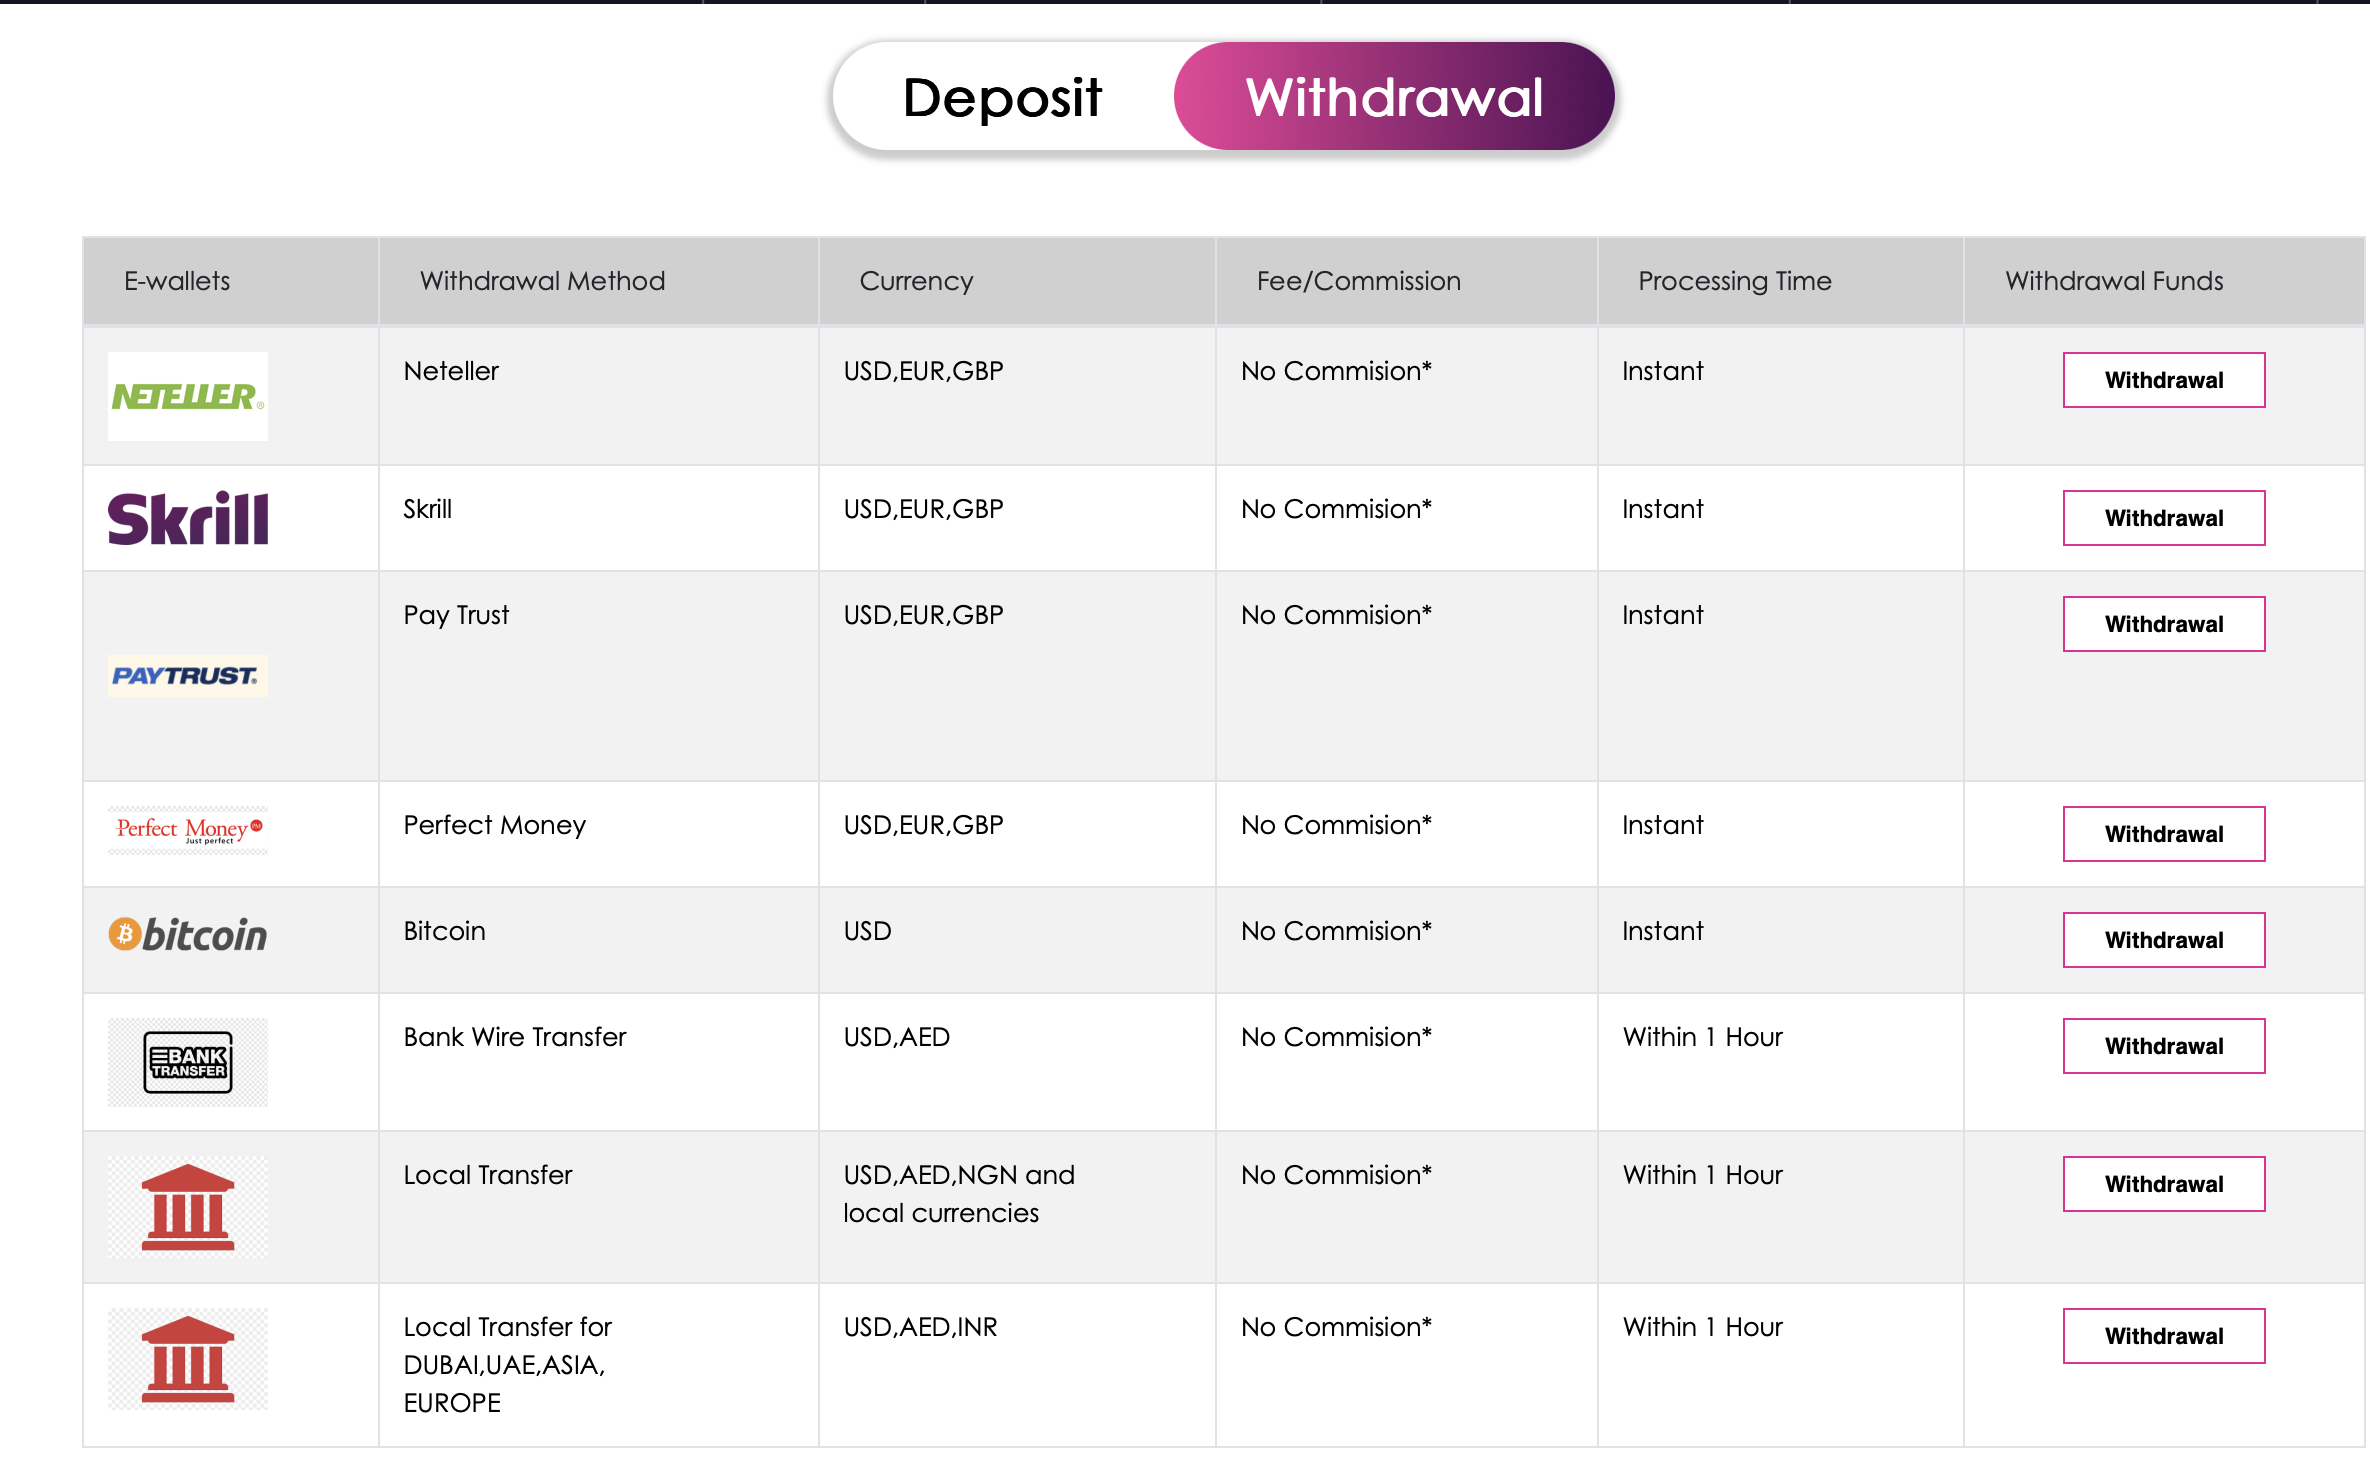 Deposit Withdrawal
E-wallets Withdrawal Method Currency Fee/Commission Processing Time Withdrawal Funds
NETELLER® Neteller USD,EUR,GBP No Commision* Instant Withdrawal
Skrill Skrill USD,EUR,GBP No Commision* Instant Withdrawal
Pay Trust USD,EUR,GBP No Commision* Instant Withdrawal
PAYTRUST®
Perfect Money PM Perfect Money USD,EUR,GBP No Commision* Instant Withdrawal
Just perfect
bitcoin Bitcoin USD No Commision* Instant Withdrawal
BANK Bank Wire Transfer USD,AED No Commision* Within 1 Hour Withdrawal
TRANSFER
Local Transfer USD,AED,NGN and No Commision* Within 1 Hour Withdrawal
local currencies
Local Transfer for USD,AED,INR No Commision* Within 1 Hour Withdrawal
DUBAI,UAE,ASIA,
EUROPE